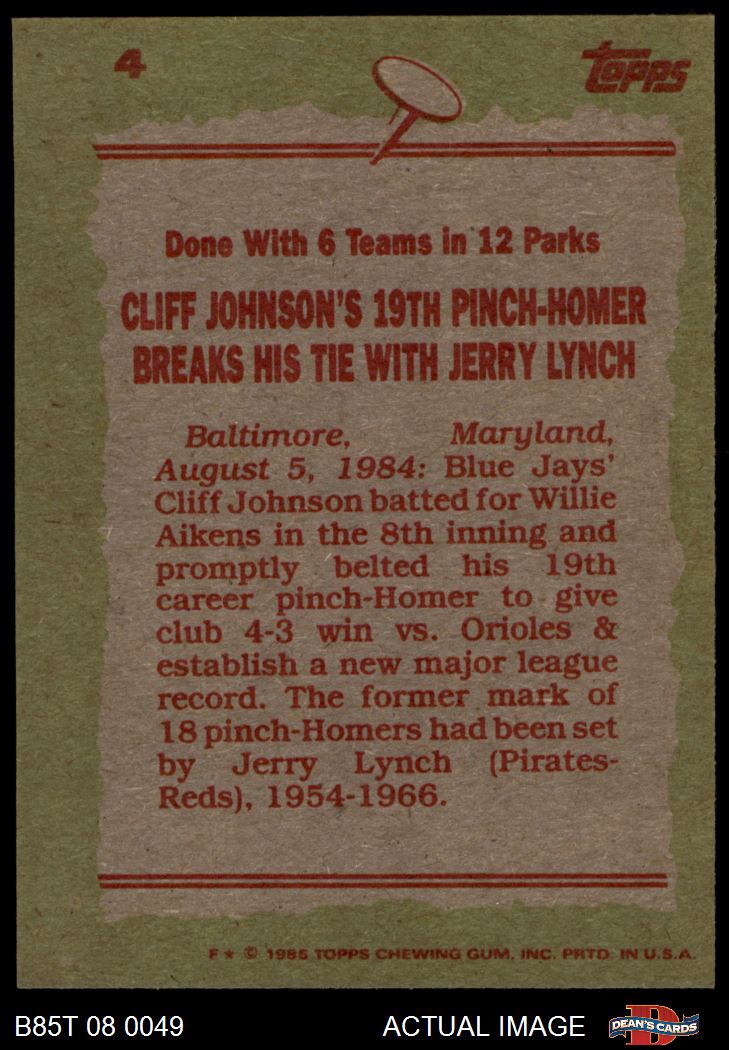 4
Topps
Done With 6 Teams in 12 Parks
CLIFF JOHNSON'S 19TH PINCH-HOMER
BREAKS HIS TIE WITH JERRY LYNCH
Baltimore, Maryland,
August 5, 1984: Blue Jays'
Cliff Johnson batted for Willie
Aikens in the 8th inning and
promptly belted his 19th
career pinch-Homer to give
club 4-3 win vs. Orioles &
establish a new major league
record. The former mark of
18 pinch-Homers had been set
by Jerry Lynch (Pirates-
Reds), 1954-1966.
F★ © 1985 TOPPS CHEWING GUM, INC. PRTD. IN U.S.A.
B85T 08 0049 ACTUAL IMAGE DEAN'S CARDS